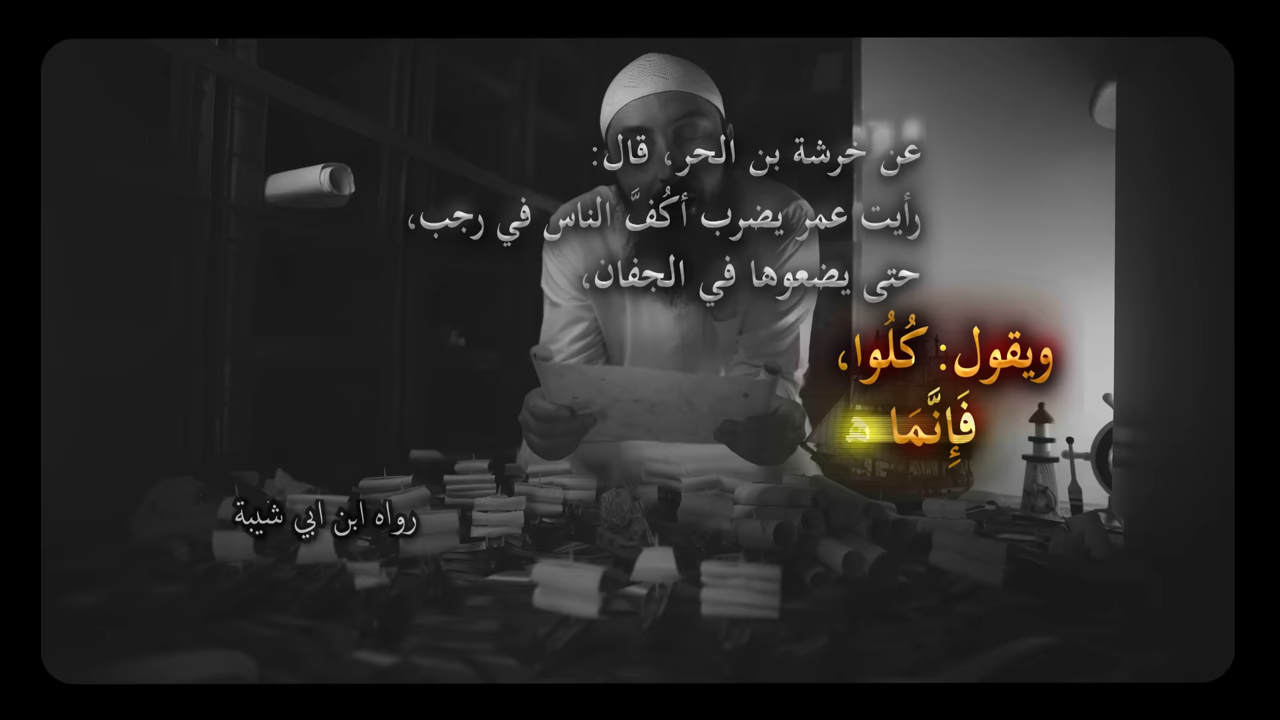 عن خرشة بن الحر، قال:
رأيت عمر يضرب أكُفَّ الناس في رجب،
حتى يضعوها في الجفان،
ويقول: كُلُوا،
فَإِنَّمَا هـ
رواه ابن ابي شيبة